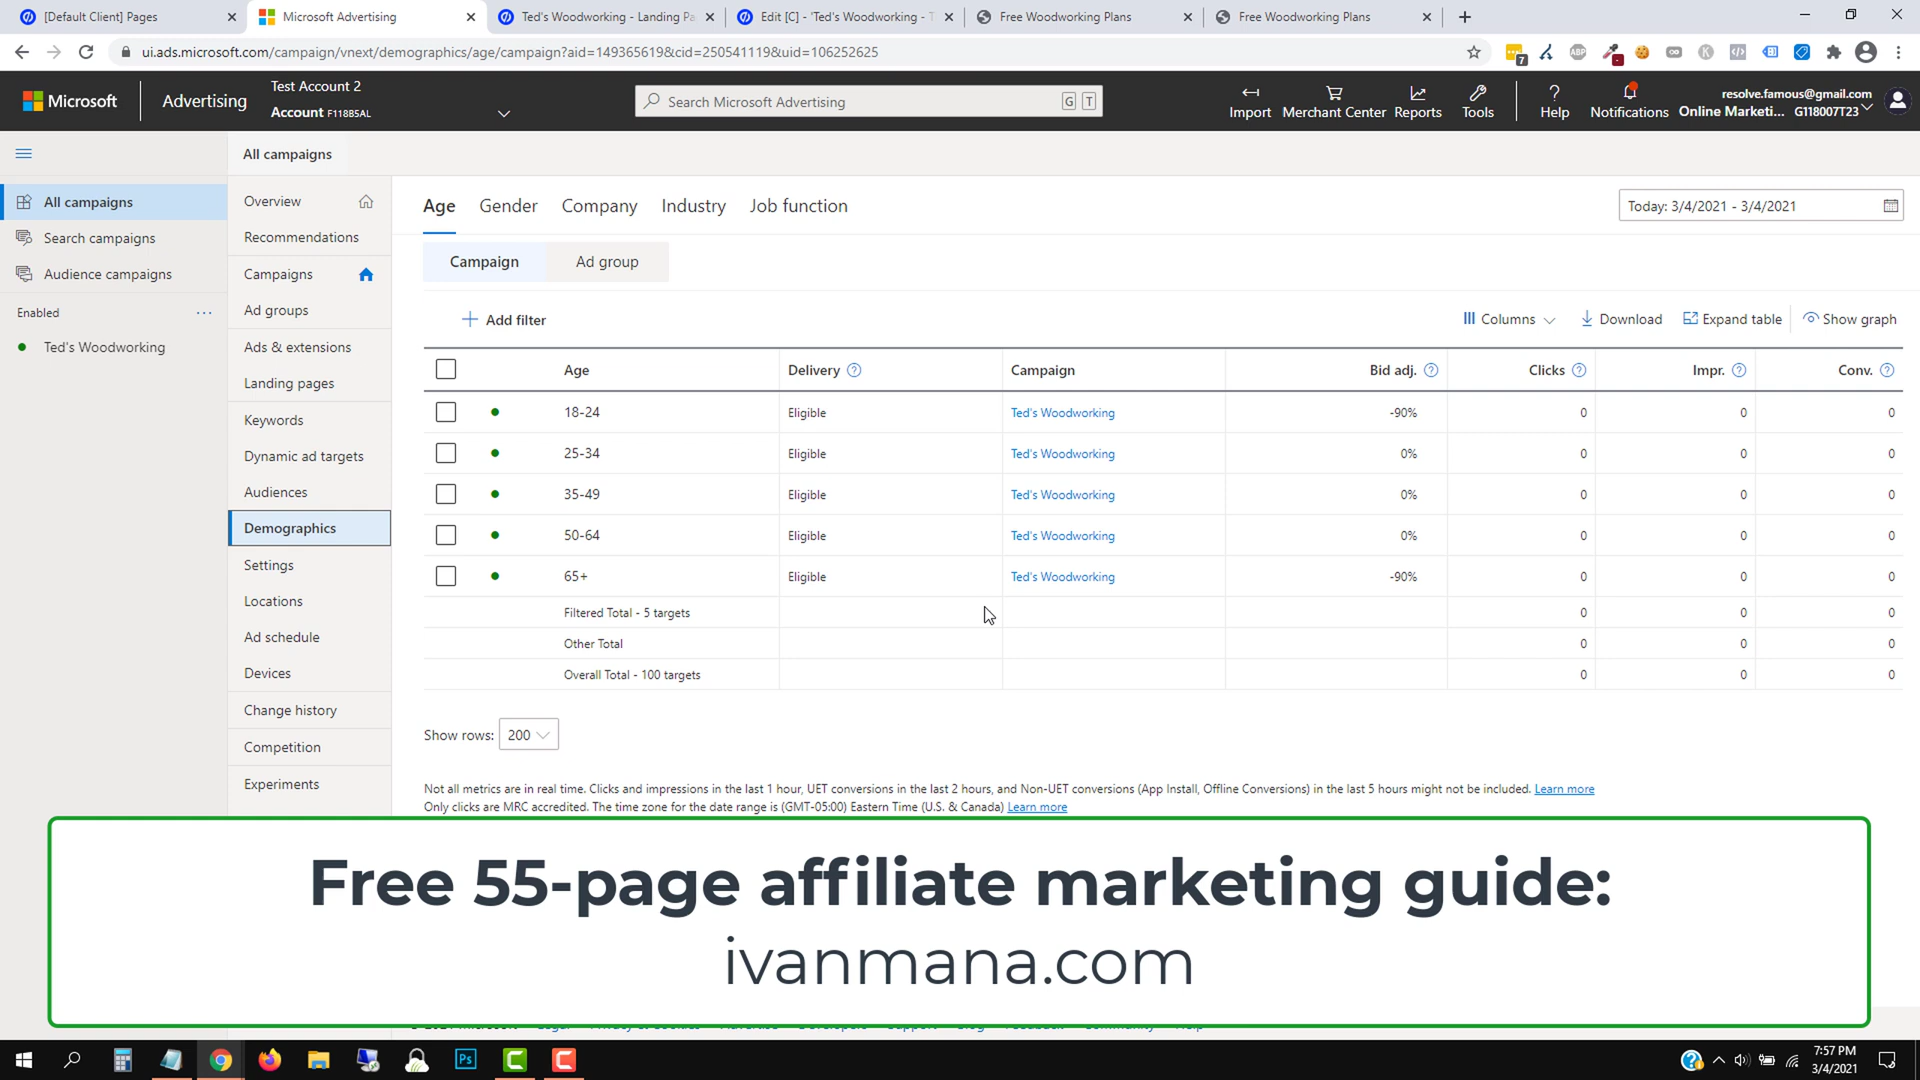 [Default Client] Pages
Microsoft Advertising
Ted's Woodworking - Landing Pa
Edit [C] - 'Ted's Woodworking - T
Free Woodworking Plans
Free Woodworking Plans
ui.ads.microsoft.com/campaign/vnext/demographics/age/campaign?aid=149365619&cid=250541119&uid=106252625
7
ABP
Microsoft
Advertising
Test Account 2
Account F118B5AL
Search Microsoft Advertising
G T
Import
Merchant Center
Reports
Tools
Help
Notifications
resolve.famous@gmail.com
Online Marketi... G118007T23
All campaigns
Search campaigns
Audience campaigns
Enabled
Ted's Woodworking
All campaigns
Overview
Recommendations
Campaigns
Ad groups
Ads & extensions
Landing pages
Keywords
Dynamic ad targets
Audiences
Demographics
Settings
Locations
Ad schedule
Devices
Change history
Competition
Experiments
Age Gender Company Industry Job function
Today: 3/4/2021 - 3/4/2021
Campaign Ad group
Add filter
Columns Download Expand table Show graph
Age Delivery Campaign Bid adj. Clicks Impr. Conv.
18-24 Eligible Ted's Woodworking -90% 0 0 0
25-34 Eligible Ted's Woodworking 0% 0 0 0
35-49 Eligible Ted's Woodworking 0% 0 0 0
50-64 Eligible Ted's Woodworking 0% 0 0 0
65+ Eligible Ted's Woodworking -90% 0 0 0
Filtered Total - 5 targets 0 0 0
Other Total 0 0 0
Overall Total - 100 targets 0 0 0
Show rows: 200
Not all metrics are in real time. Clicks and impressions in the last 1 hour, UET conversions in the last 2 hours, and Non-UET conversions (App Install, Offline Conversions) in the last 5 hours might not be included. Learn more
Only clicks are MRC accredited. The time zone for the date range is (GMT-05:00) Eastern Time (U.S. & Canada) Learn more
Free 55-page affiliate marketing guide:
ivanmana.com
Ps
7:57 PM
3/4/2021